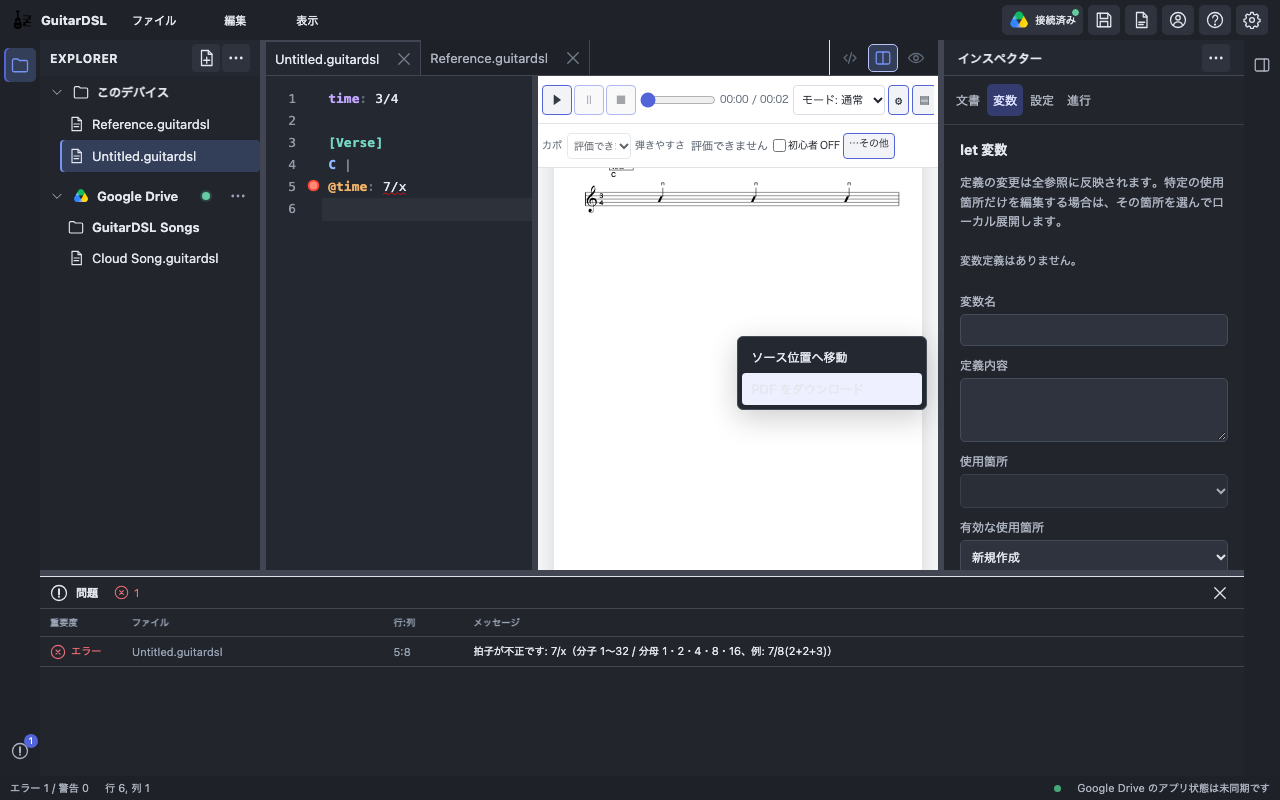 GuitarDSL ファイル 編集 表示 接続済み
EXPLORER
このデバイス
Reference.guitardsl
Untitled.guitardsl
Google Drive
GuitarDSL Songs
Cloud Song.guitardsl
Untitled.guitardsl Reference.guitardsl
1 time: 3/4
2
3 [Verse]
4 C |
5 @time: 7/x
6
00:00 / 00:02 モード: 通常
カポ 評価でき: 弾きやすさ 評価できません 初心者 OFF …その他
C
3
4
ソース位置へ移動
PDF をダウンロード
インスペクター
文書 変数 設定 進行
let 変数
定義の変更は全参照に反映されます。特定の使用
箇所だけを編集する場合は、その箇所を選んでロ
ーカル展開します。
変数定義はありません。
変数名
定義内容
使用箇所
有効な使用箇所
新規作成
問題 1
重要度 ファイル 行:列 メッセージ
エラー Untitled.guitardsl 5:8 拍子が不正です: 7/x（分子 1〜32 / 分母 1・2・4・8・16、例: 7/8(2+2+3)）
1
エラー 1 / 警告 0 行 6, 列 1 Google Drive のアプリ状態は未同期です